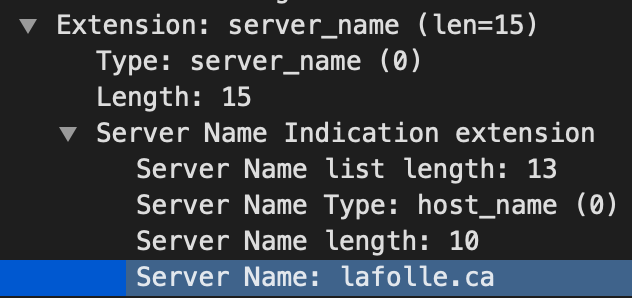 Extension: server_name (len=15)
Type: server_name (0)
Length: 15
Server Name Indication extension
Server Name list length: 13
Server Name Type: host_name (0)
Server Name length: 10
Server Name: lafolle.ca